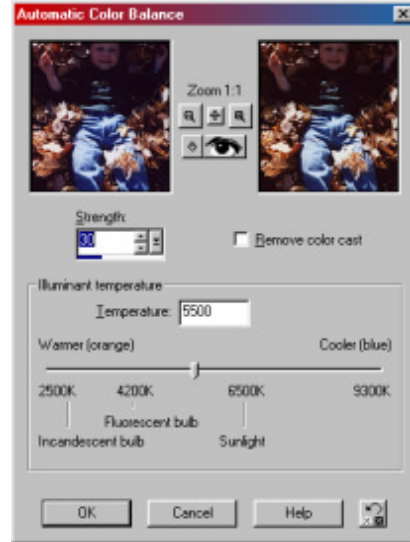 Automatic Color Balance
Zoom 1:1
Strength:
30
Remove color cast
Illuminant temperature
Temperature: 5500
Warmer (orange) Cooler (blue)
2500K 4200K 6500K 9300K
Fluorescent bulb
Incandescent bulb Sunlight
OK Cancel Help